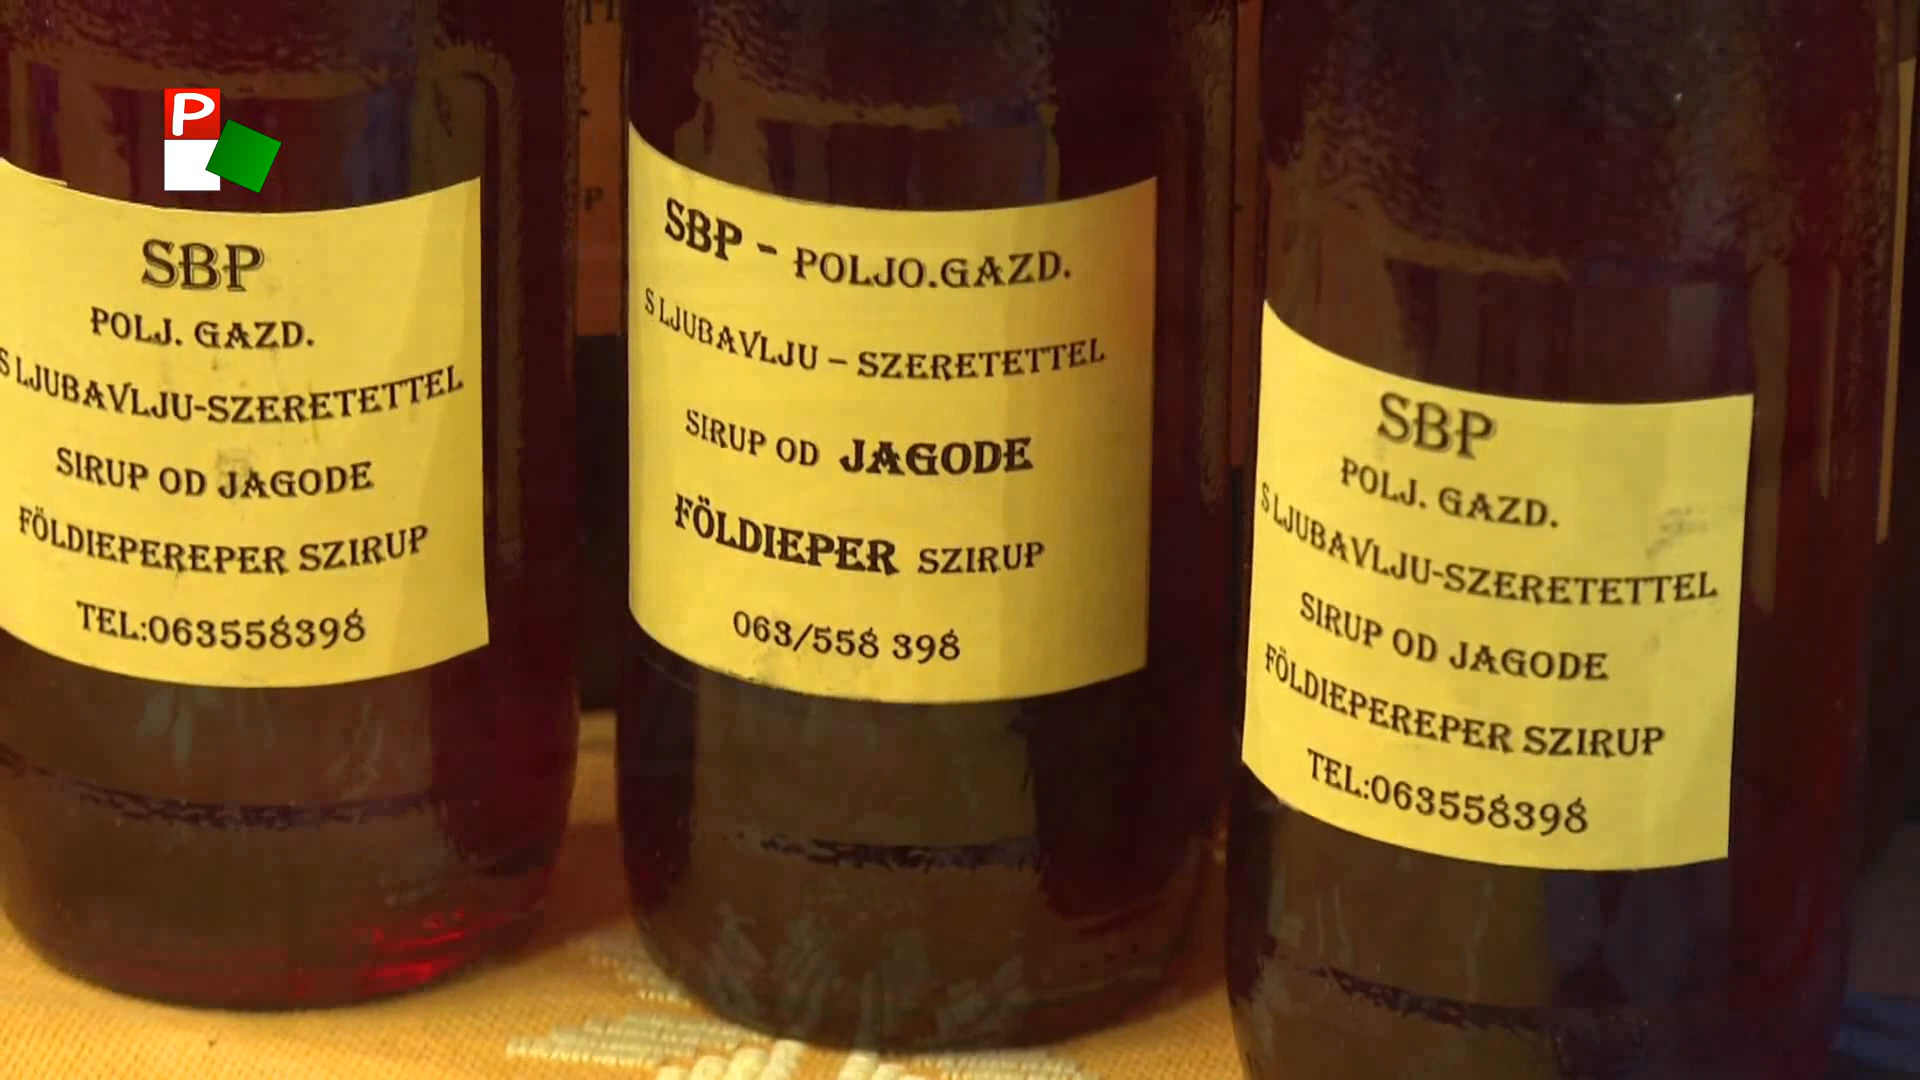 P
SBP
POLJ. GAZD.
S LJUBAVLJU-SZERETETTEL
SIRUP OD JAGODE
FÖLDIEPEREPER SZIRUP
TEL:063558398
SBP - POLJO.GAZD.
S LJUBAVLJU – SZERETETTEL
SIRUP OD JAGODE
FÖLDIEPER SZIRUP
063/558 398
SBP
POLJ. GAZD.
S LJUBAVLJU-SZERETETTEL
SIRUP OD JAGODE
FÖLDIEPEREPER SZIRUP
TEL:063558398